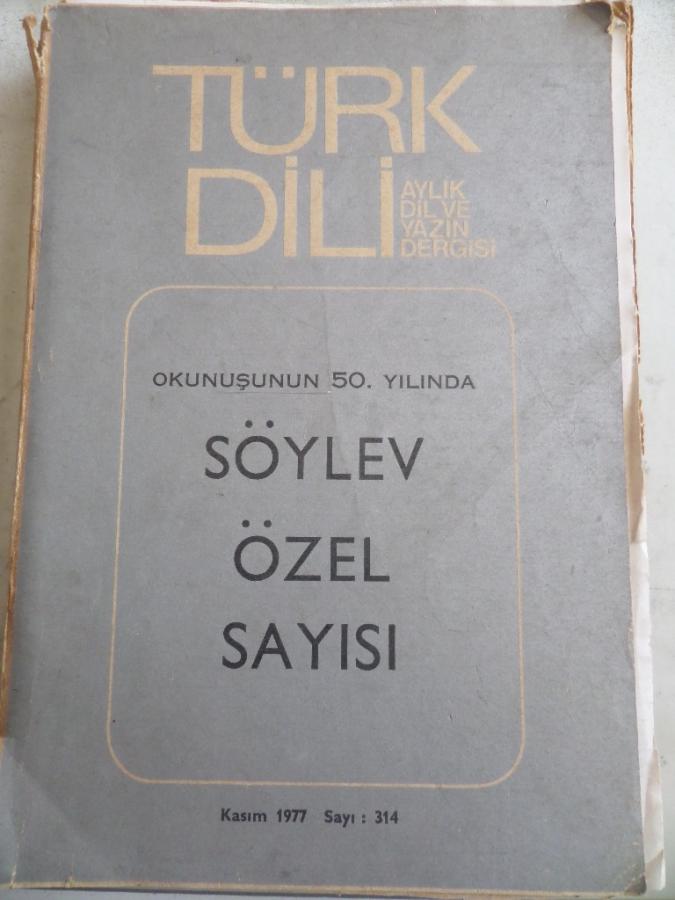 TÜRK
DİLİ
AYLIK
DİL VE
YAZIN
DERGİSİ
OKUNUŞUNUN 50. YILINDA
SÖYLEV
ÖZEL
SAYISI
Kasım 1977 Sayı : 314